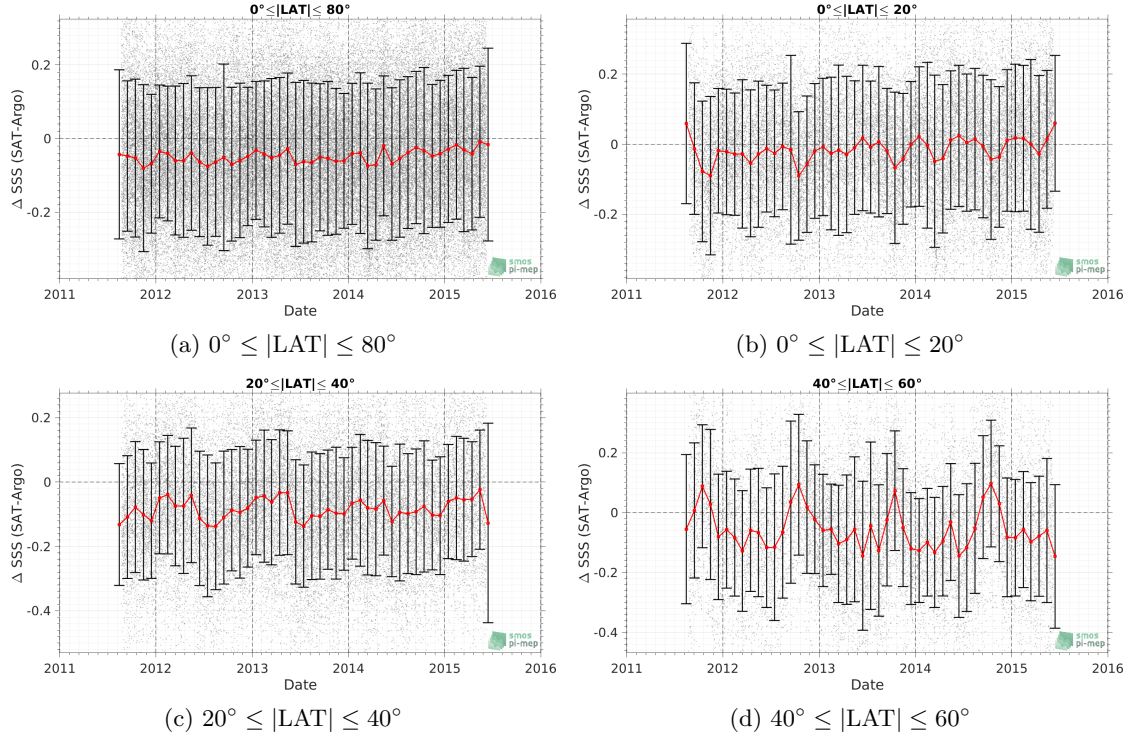 0°≤|LAT|≤ 80°
Δ SSS (SAT-Argo)
0.2
0
-0.2
smos
pi-mep
2011 2012 2013 2014 2015 2016
Date
(a) 0° ≤ |LAT| ≤ 80°
0°≤|LAT|≤ 20°
Δ SSS (SAT-Argo)
0.2
0
-0.2
smos
pi-mep
2011 2012 2013 2014 2015 2016
Date
(b) 0° ≤ |LAT| ≤ 20°
20°≤|LAT|≤ 40°
Δ SSS (SAT-Argo)
0.2
0
-0.2
-0.4
smos
pi-mep
2011 2012 2013 2014 2015 2016
Date
(c) 20° ≤ |LAT| ≤ 40°
40°≤|LAT|≤ 60°
Δ SSS (SAT-Argo)
0.2
0
-0.2
-0.4
smos
pi-mep
2011 2012 2013 2014 2015 2016
Date
(d) 40° ≤ |LAT| ≤ 60°